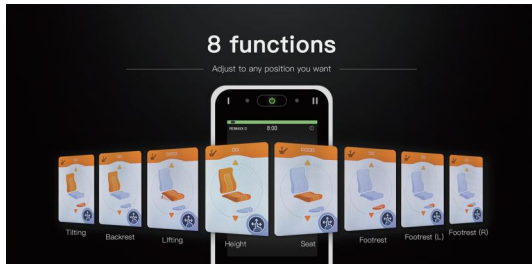 8 functions
Adjust to any position you want
8:00
Tilting
Backrest
Lifting
Height
Seat
Footrest
Footrest (L)
Footrest (R)